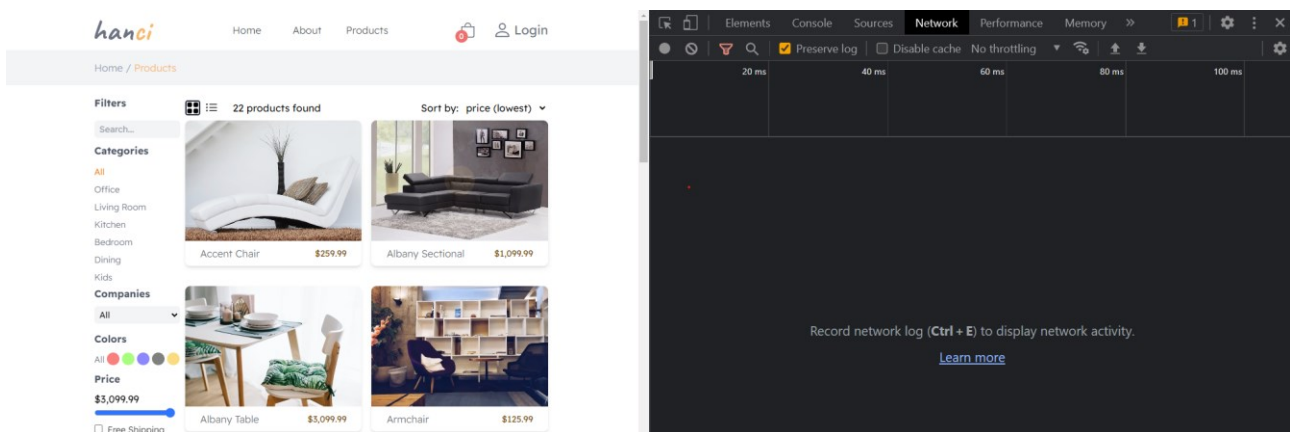 hanci
Home About Products 0 Login
Home / Products
Filters
Search...
Categories
All
Office
Living Room
Kitchen
Bedroom
Dining
Kids
Companies
All
Colors
All
Price
$3,099.99
Free Shipping
22 products found
Sort by: price (lowest)
Accent Chair $259.99
Albany Sectional $1,099.99
Albany Table $3,099.99
Armchair $125.99
Elements Console Sources Network Performance Memory » 1
Preserve log Disable cache No throttling
20 ms 40 ms 60 ms 80 ms 100 ms
Record network log (Ctrl + E) to display network activity.
Learn more